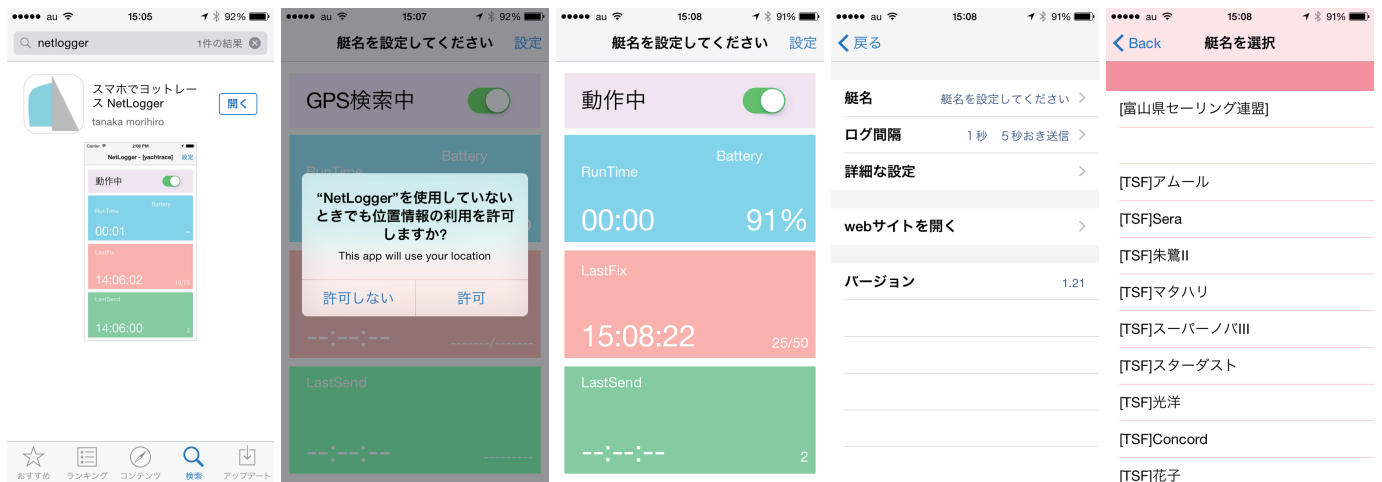 au 15:05 92%
netlogger 1件の結果
スマホでヨットレー
ス NetLogger
tanaka morihiro
開く
Carrier 2:06 PM
NetLogger - [yachtrace] 設定
動作中
Battery
RunTime
00:01
LastFix
14:06:02
LastSend
14:06:00
2
おすすめ ランキング コンテンツ 検索 アップデート
au 15:07 92%
艇名を設定してください 設定
GPS検索中
Battery
RunTime
“NetLogger”を使用していない
ときでも位置情報の利用を許可
しますか?
This app will use your location
許可しない 許可
--:--:-- -------/-------
LastSend
--:--:-- ---------
au 15:08 91%
艇名を設定してください 設定
動作中
Battery
RunTime
00:00 91%
LastFix
15:08:22 25/50
LastSend
--:--:-- 2
au 15:08 91%
戻る
艇名 艇名を設定してください
ログ間隔 1秒 5秒おき送信
詳細な設定
webサイトを開く
バージョン 1.21
au 15:08 91%
Back 艇名を選択
[富山県セーリング連盟]
[TSF]アムール
[TSF]Sera
[TSF]朱鷺II
[TSF]マタハリ
[TSF]スーパーノバIII
[TSF]スターダスト
[TSF]光洋
[TSF]Concord
[TSF]花子